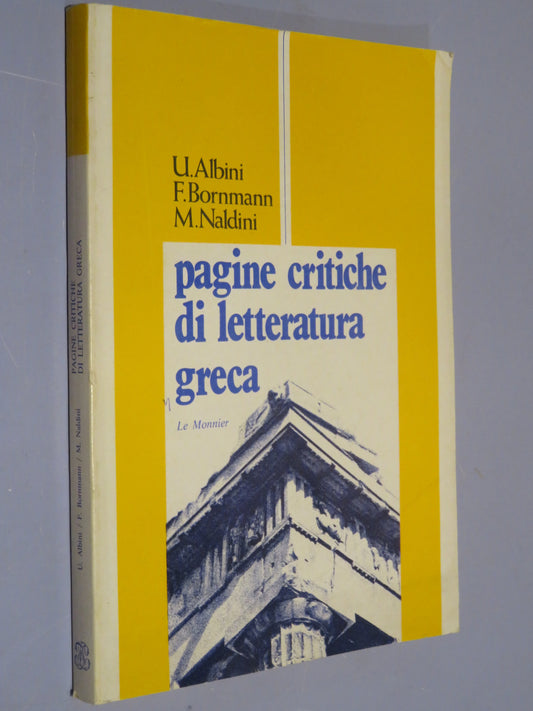 U. Albini
F. Bornmann
M. Naldini
pagine critiche
di letteratura
greca
Le Monnier
PAGINE CRITICHE
DI LETTERATURA GRECA
U. Albini / F. Bornmann / M. Naldini